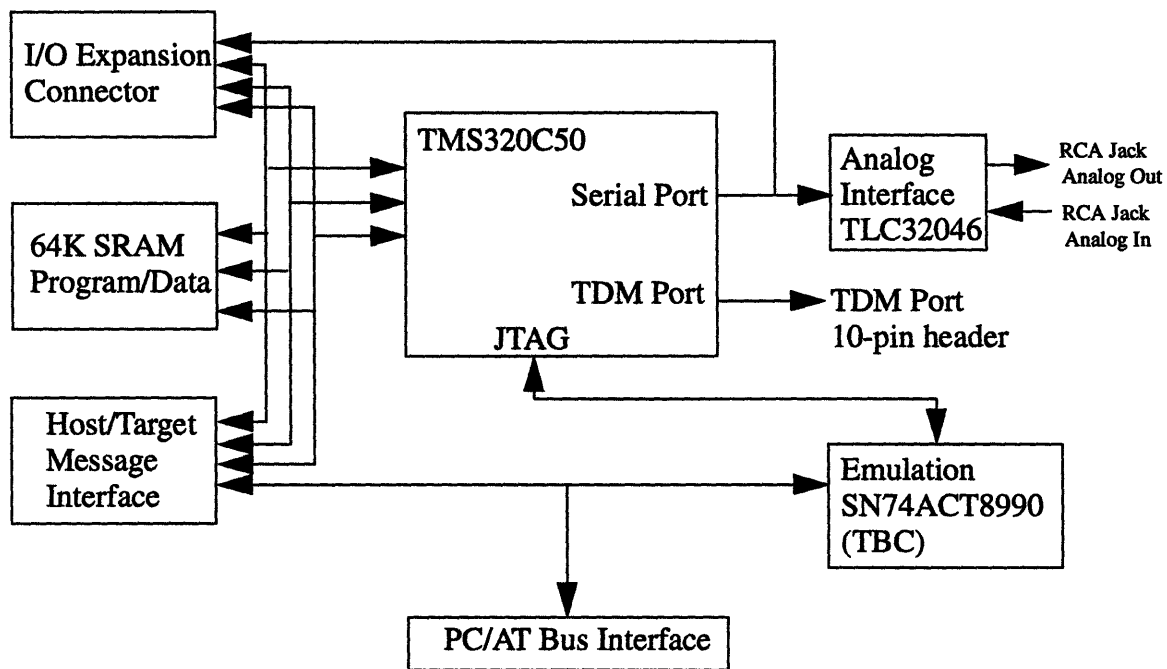 I/O Expansion
Connector
TMS320C50
Serial Port
TDM Port
JTAG
Analog
Interface
TLC32046
RCA Jack
Analog Out
RCA Jack
Analog In
64K SRAM
Program/Data
TDM Port
10-pin header
Host/Target
Message
Interface
Emulation
SN74ACT8990
(TBC)
PC/AT Bus Interface